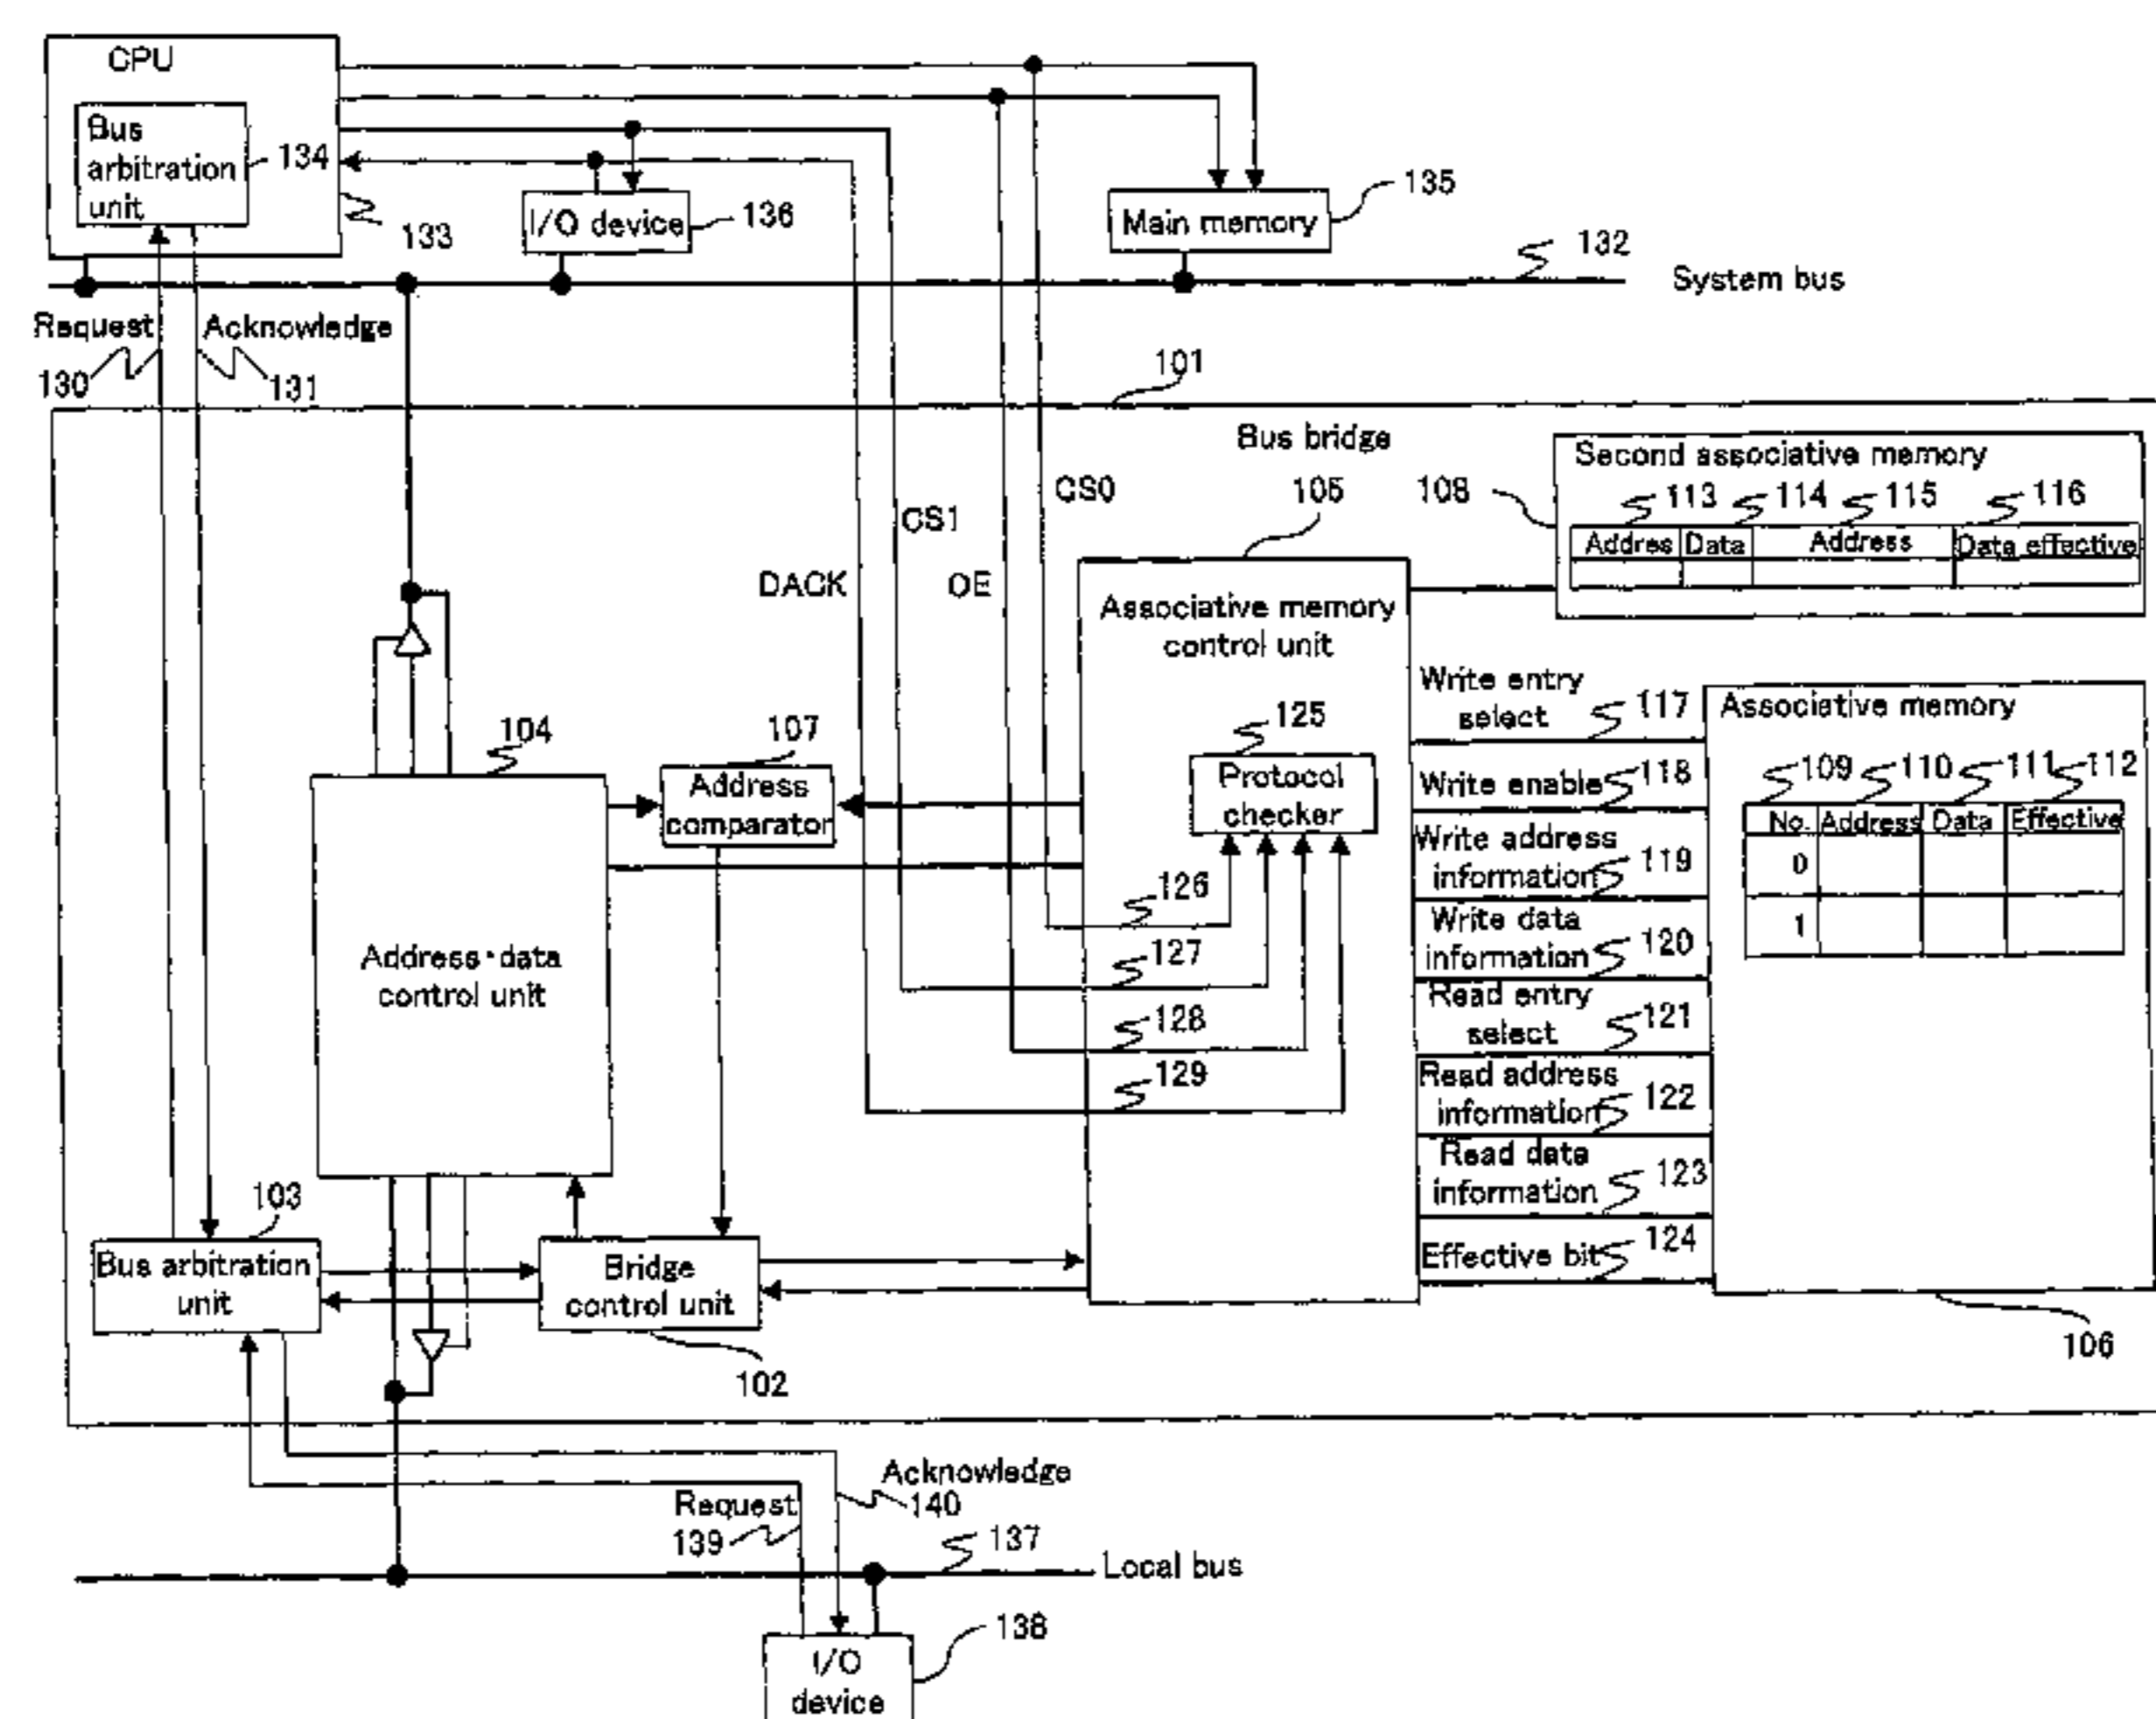 CPU
Bus
arbitration
unit
134
133
I/O device
136
Main memory
135
132
System bus
Request
Acknowledge
130
131
101
Bus bridge
Second associative memory
108
113
114
115
116
Addres
Data
Address
Data effective
CS0
CS1
DACK
OE
105
Associative memory
control unit
125
Protocol
checker
104
107
Address
comparator
Address・data
control unit
126
127
128
129
Write entry
select
117
Write enable
118
Write address
information
119
Write data
information
120
Read entry
select
121
Read address
information
122
Read data
information
123
Effective bit
124
Associative memory
109
110
111
112
No.
Address
Data
Effective
0
1
106
103
Bus arbitration
unit
Bridge
control unit
102
Acknowledge
140
Request
139
137
Local bus
138
I/O
device